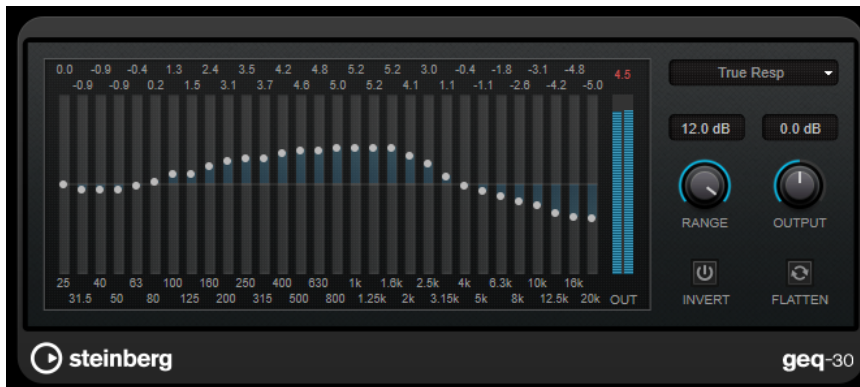 0.0 -0.9 -0.4 1.3 2.4 3.5 4.2 4.8 5.2 5.2 3.0 -0.4 -1.8 -3.1 -4.8 4.5
-0.9 -0.9 0.2 1.5 3.1 3.7 4.6 5.0 5.2 4.1 1.1 -1.1 -2.6 -4.2 -5.0
True Resp
12.0 dB 0.0 dB
RANGE OUTPUT
25 40 63 100 160 250 400 630 1k 1.6k 2.5k 4k 6.3k 10k 16k
31.5 50 80 125 200 315 500 800 1.25k 2k 3.15k 5k 8k 12.5k 20k OUT
INVERT FLATTEN
steinberg geq-30